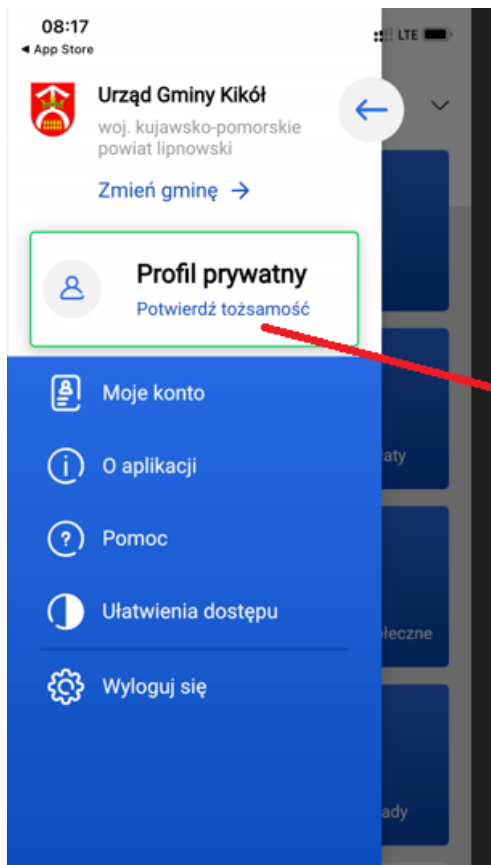 08:17
LTE
◄ App Store
Urząd Gminy Kikół
woj. kujawsko-pomorskie
powiat lipnowski
Zmień gminę →
Profil prywatny
Potwierdź tożsamość
Moje konto
O aplikacji
Pomoc
Ułatwienia dostępu
Wyloguj się
aty
łeczne
ady